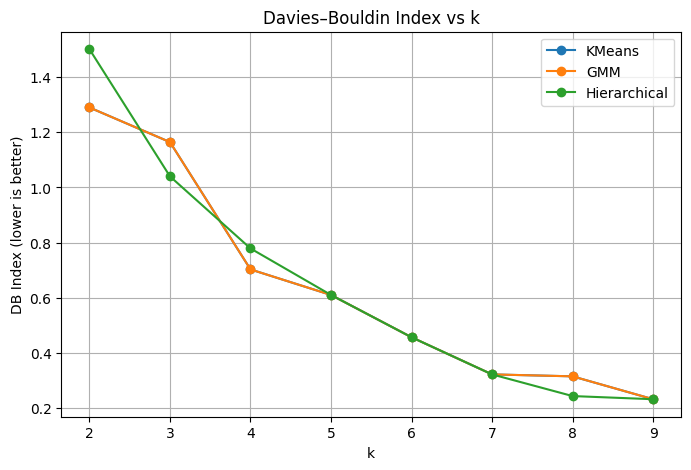 Davies–Bouldin Index vs k
KMeans
GMM
Hierarchical
DB Index (lower is better)
1.4
1.2
1.0
0.8
0.6
0.4
0.2
2 3 4 5 6 7 8 9
k